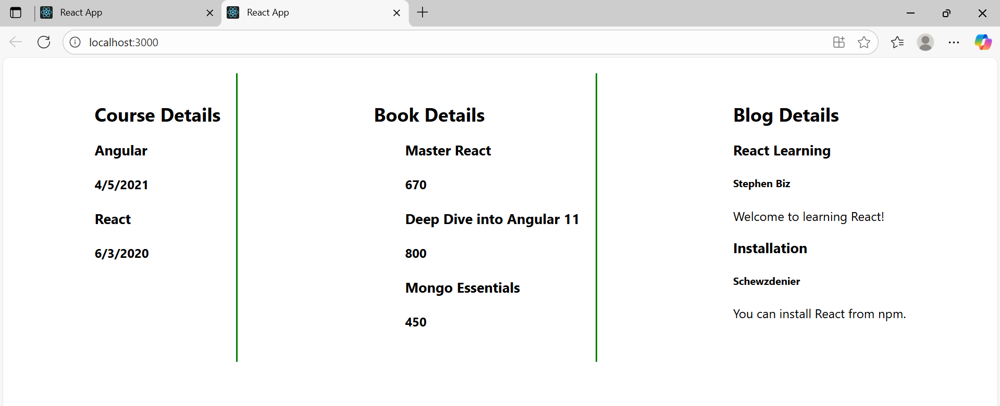 React App
React App
localhost:3000
Course Details
Angular
4/5/2021
React
6/3/2020
Book Details
Master React
670
Deep Dive into Angular 11
800
Mongo Essentials
450
Blog Details
React Learning
Stephen Biz
Welcome to learning React!
Installation
Schewzdenier
You can install React from npm.